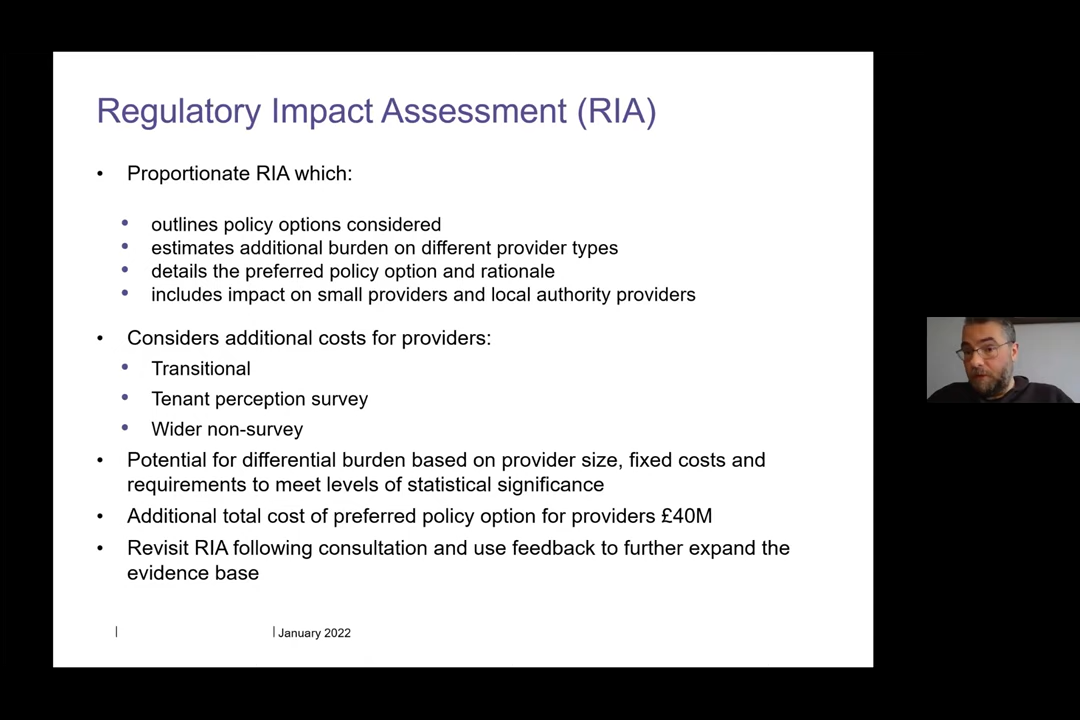 Regulatory Impact Assessment (RIA)
• Proportionate RIA which:
• outlines policy options considered
• estimates additional burden on different provider types
• details the preferred policy option and rationale
• includes impact on small providers and local authority providers
• Considers additional costs for providers:
• Transitional
• Tenant perception survey
• Wider non-survey
• Potential for differential burden based on provider size, fixed costs and
requirements to meet levels of statistical significance
• Additional total cost of preferred policy option for providers £40M
• Revisit RIA following consultation and use feedback to further expand the
evidence base
| | January 2022